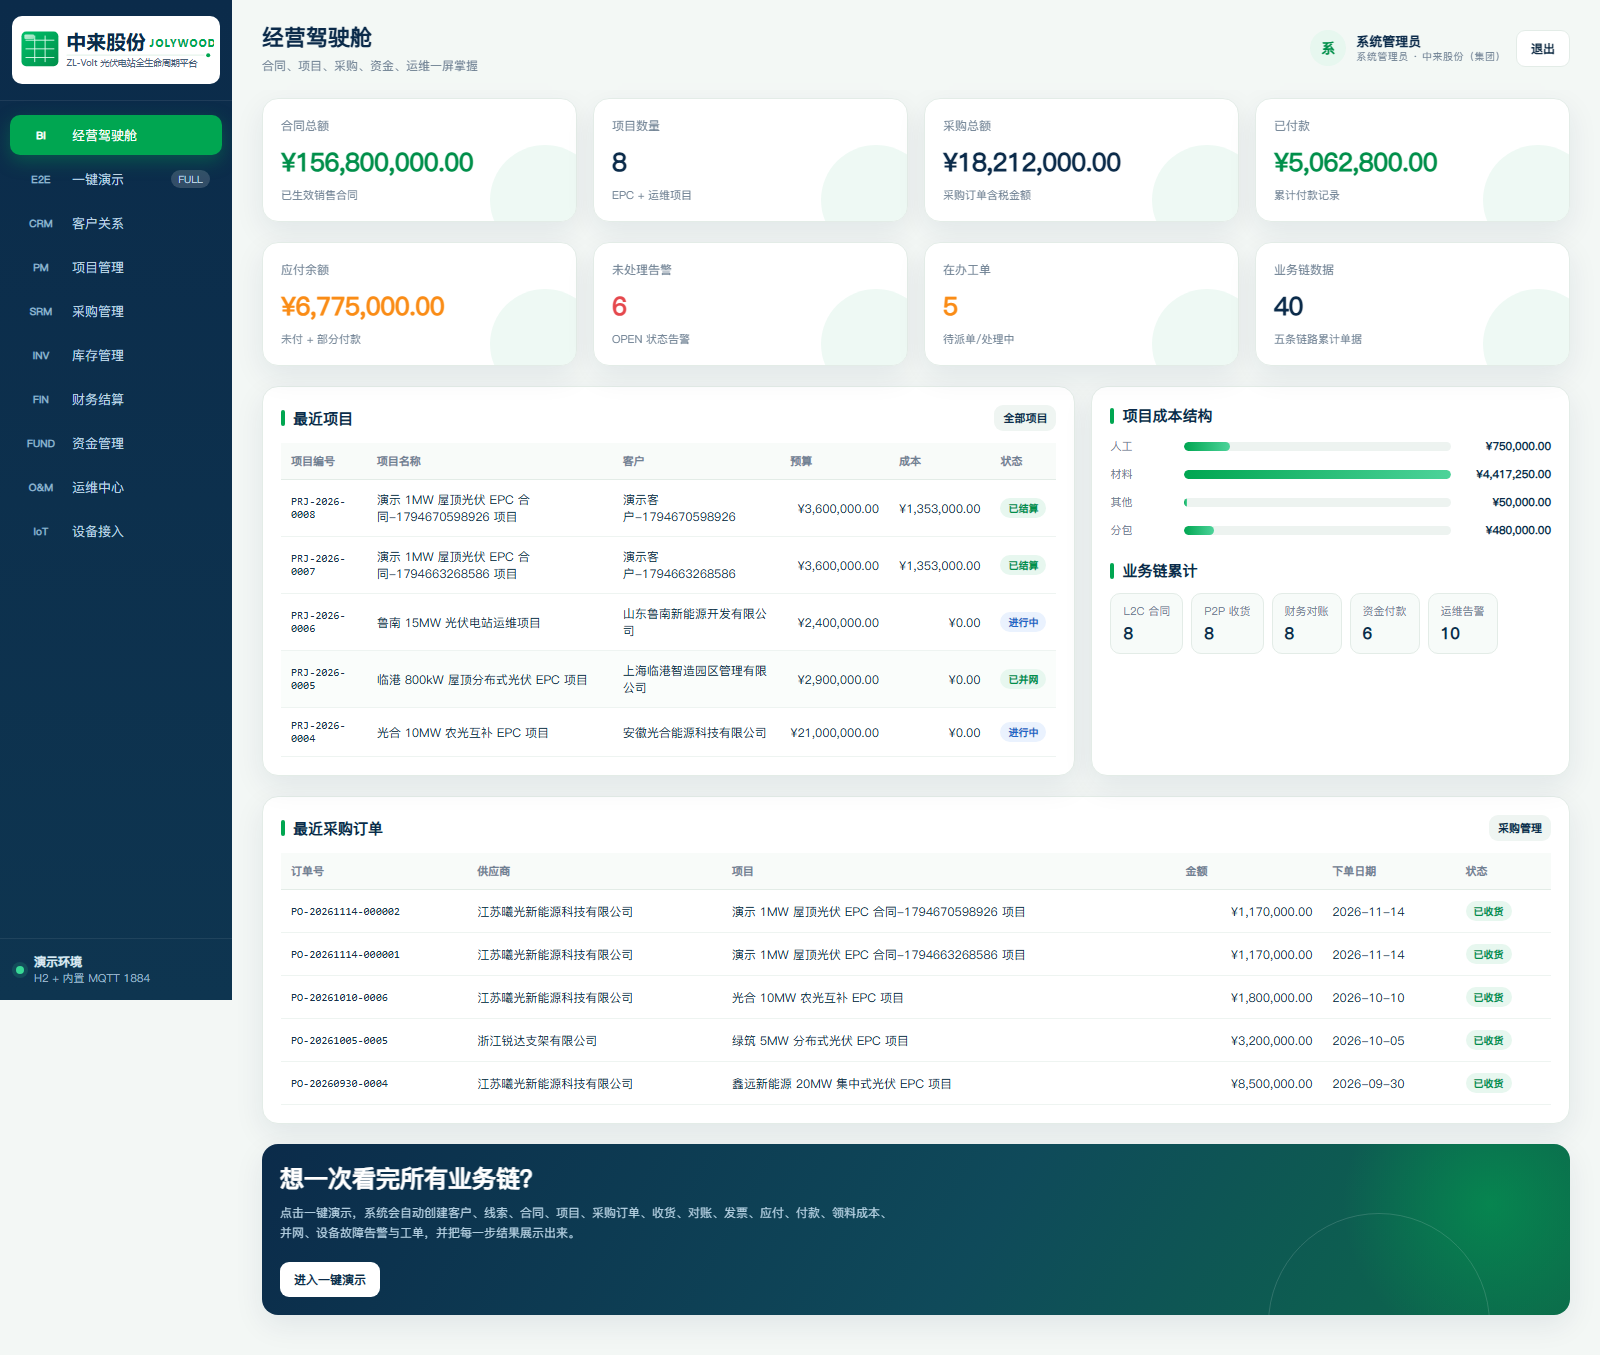 中来股份 JOLYWOOD
ZL-Volt 光伏电站全生命周期平台
BI 经营驾驶舱
E2E 一键演示 FULL
CRM 客户关系
PM 项目管理
SRM 采购管理
INV 库存管理
FIN 财务结算
FUND 资金管理
O&M 运维中心
IoT 设备接入
演示环境
H2 + 内置 MQTT 1884
经营驾驶舱
合同、项目、采购、资金、运维一屏掌握
系 系统管理员
系统管理员 · 中来股份（集团）
退出
合同总额
¥156,800,000.00
已生效销售合同
项目数量
8
EPC + 运维项目
采购总额
¥18,212,000.00
采购订单含税金额
已付款
¥5,062,800.00
累计付款记录
应付余额
¥6,775,000.00
未付 + 部分付款
未处理告警
6
OPEN 状态告警
在办工单
5
待派单/处理中
业务链数据
40
五条链路累计单据
最近项目 全部项目
项目编号 项目名称 客户 预算 成本 状态
PRJ-2026-0008 演示 1MW 屋顶光伏 EPC 合同-1794670598926 项目 演示客户-1794670598926 ¥3,600,000.00 ¥1,353,000.00 已结算
PRJ-2026-0007 演示 1MW 屋顶光伏 EPC 合同-1794663268586 项目 演示客户-1794663268586 ¥3,600,000.00 ¥1,353,000.00 已结算
PRJ-2026-0006 鲁南 15MW 光伏电站运维项目 山东鲁南新能源开发有限公司 ¥2,400,000.00 ¥0.00 进行中
PRJ-2026-0005 临港 800kW 屋顶分布式光伏 EPC 项目 上海临港智造园区管理有限公司 ¥2,900,000.00 ¥0.00 已并网
PRJ-2026-0004 光合 10MW 农光互补 EPC 项目 安徽光合能源科技有限公司 ¥21,000,000.00 ¥0.00 进行中
项目成本结构
人工 ¥750,000.00
材料 ¥4,417,250.00
其他 ¥50,000.00
分包 ¥480,000.00
业务链累计
L2C 合同
8
P2P 收货
8
财务对账
8
资金付款
6
运维告警
10
最近采购订单 采购管理
订单号 供应商 项目 金额 下单日期 状态
PO-20261114-000002 江苏曦光新能源科技有限公司 演示 1MW 屋顶光伏 EPC 合同-1794670598926 项目 ¥1,170,000.00 2026-11-14 已收货
PO-20261114-000001 江苏曦光新能源科技有限公司 演示 1MW 屋顶光伏 EPC 合同-1794663268586 项目 ¥1,170,000.00 2026-11-14 已收货
PO-20261010-0006 江苏曦光新能源科技有限公司 光合 10MW 农光互补 EPC 项目 ¥1,800,000.00 2026-10-10 已收货
PO-20261005-0005 浙江锐达支架有限公司 绿筑 5MW 分布式光伏 EPC 项目 ¥3,200,000.00 2026-10-05 已收货
PO-20260930-0004 江苏曦光新能源科技有限公司 鑫远新能源 20MW 集中式光伏 EPC 项目 ¥8,500,000.00 2026-09-30 已收货
想一次看完所有业务链?
点击一键演示，系统会自动创建客户、线索、合同、项目、采购订单、收货、对账、发票、应付、付款、领料成本、
并网、设备故障告警与工单，并把每一步结果展示出来。
进入一键演示